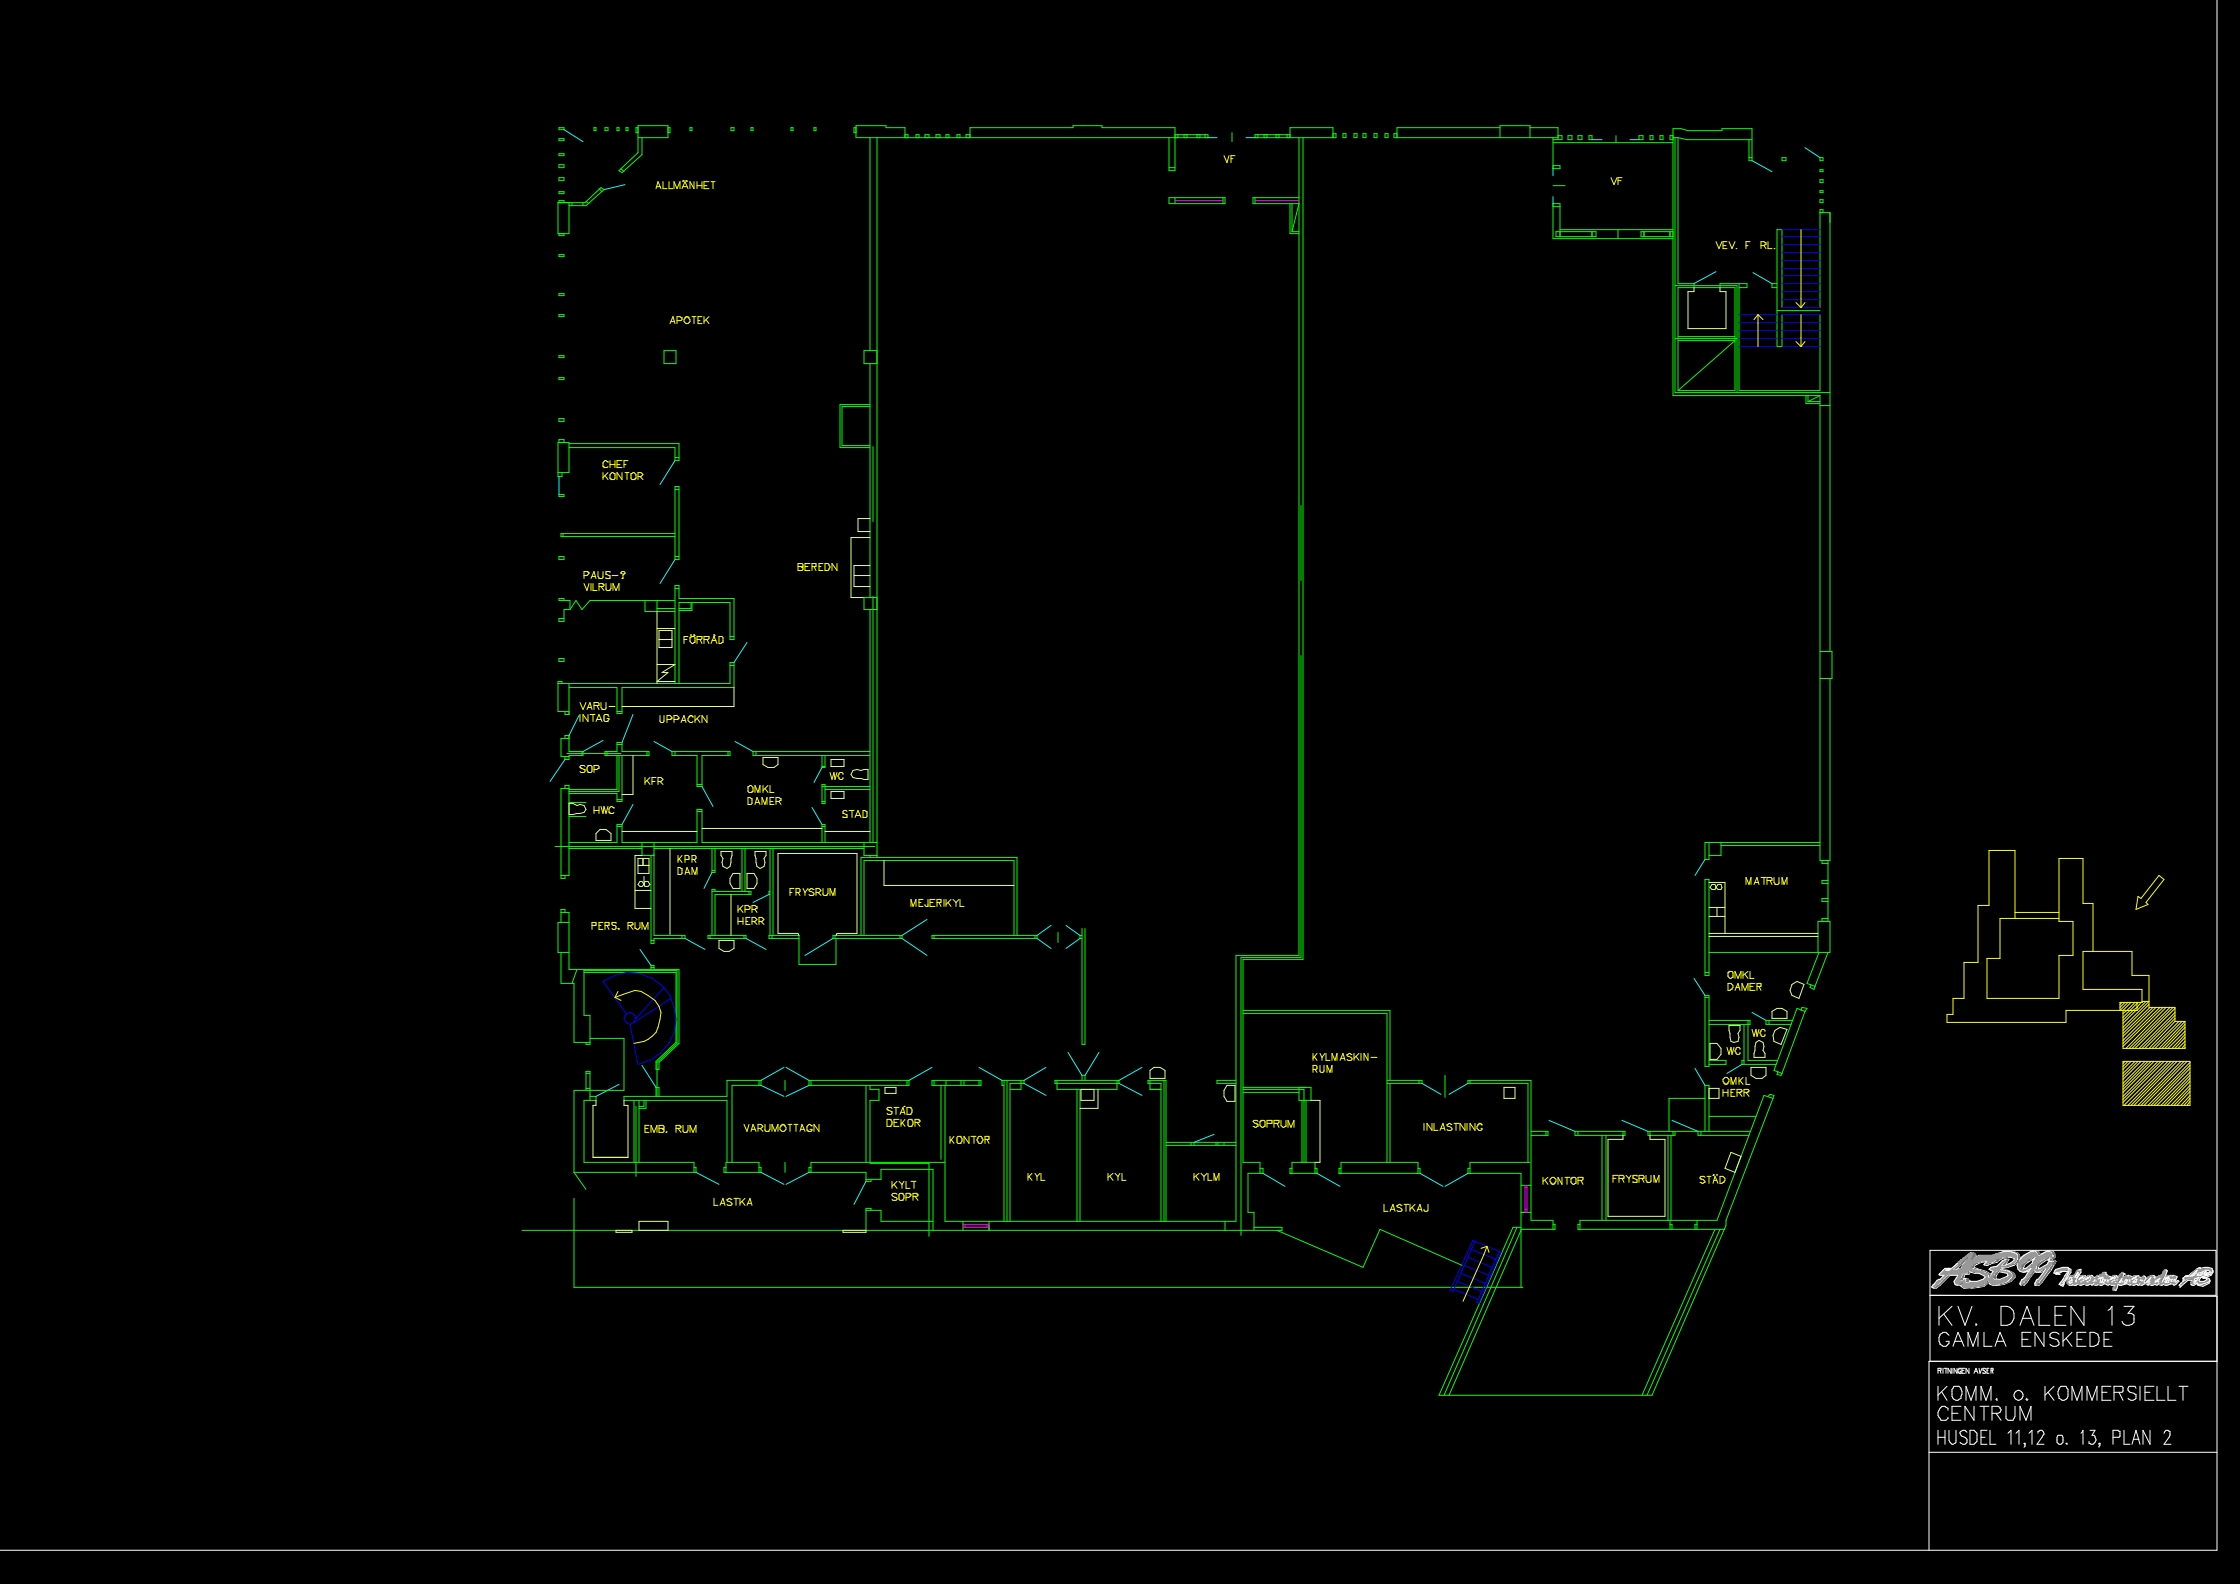 VF
VF
ALLMÄNHET
VEV. F RL.
APOTEK
CHEF
KONTOR
BEREDN
PAUS-?
VILRUM
FÖRRÅD
VARU-
INTAG
UPPACKN
SOP
KFR
WC
OMKL
DAMER
HWC
STAD
KPR
DAM
FRYSRUM
MEJERIKYL
KPR
HERR
PERS. RUM
MATRUM
OMKL
DAMER
WC
WC
OMKL
HERR
KYLMASKIN-
RUM
STÄD
DEKOR
EMB. RUM
VARUMOTTAGN
KONTOR
SOPRUM
INLASTNING
KYL
KYL
KYLM
KONTOR
FRYSRUM
STÄD
KYLT
SOPR
LASTKA
LASTKAJ
ASB99
AB
KV. DALEN 13
GAMLA ENSKEDE
RITNINGEN AVSER
KOMM. o. KOMMERSIELLT
CENTRUM
HUSDEL 11,12 o. 13, PLAN 2